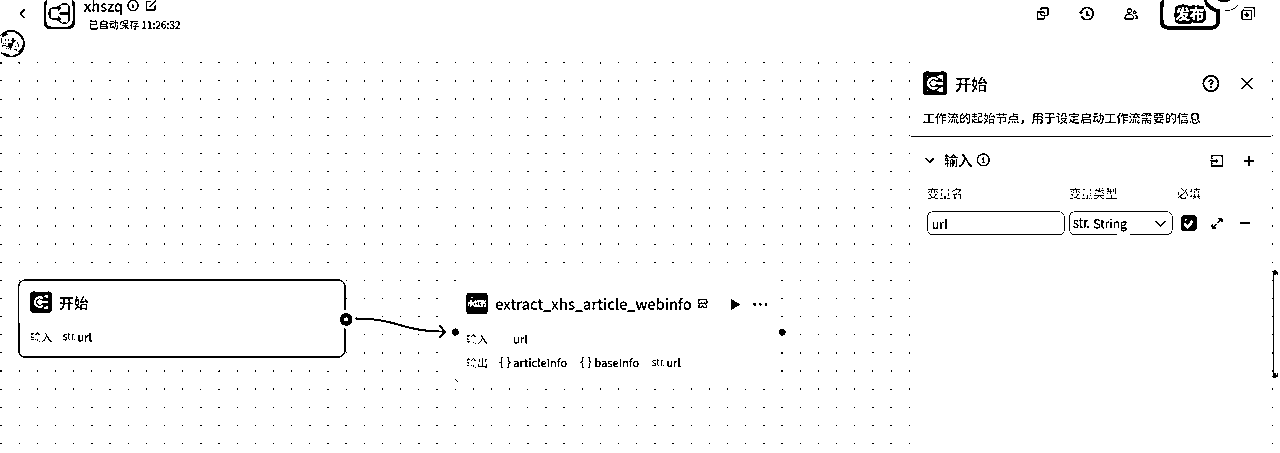 xhszq
已自动保存 11:26:32
发布
开始
工作流的起始节点，用于设定启动工作流需要的信息
输入
变量名 变量类型 必填
url str. String
开始
输入 str. url
extract_xhs_article_webinfo
输入 url
输出 {} articleInfo {} baseInfo str. url